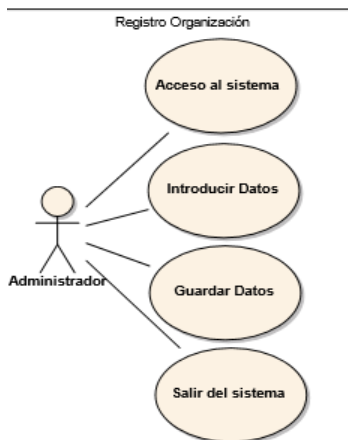 Registro Organización
Acceso al sistema
Introducir Datos
Administrador
Guardar Datos
Salir del sistema